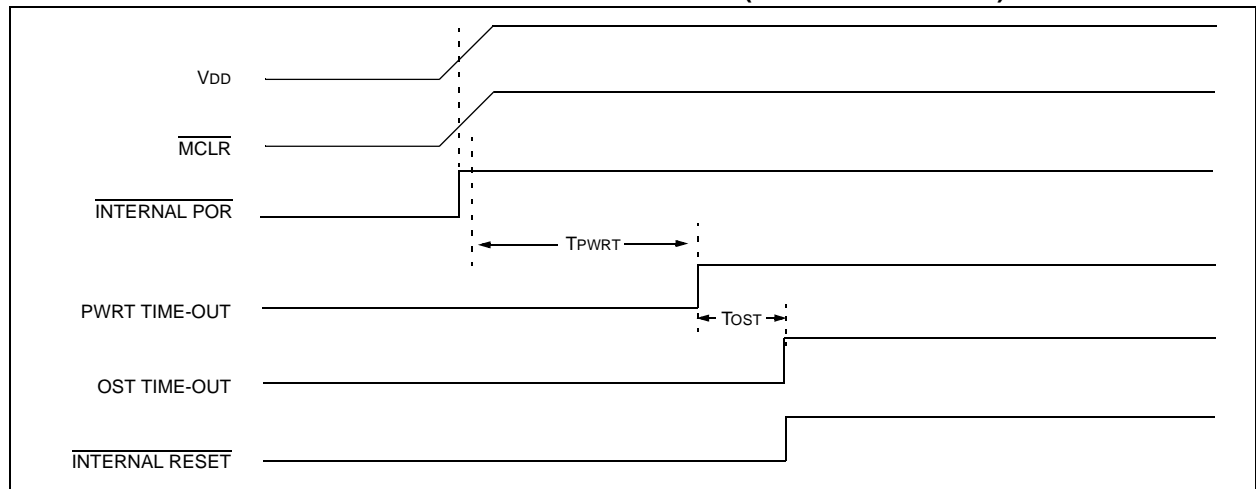 VDD
MCLR
INTERNAL POR
TPWRT
PWRT TIME-OUT
TOST
OST TIME-OUT
INTERNAL RESET